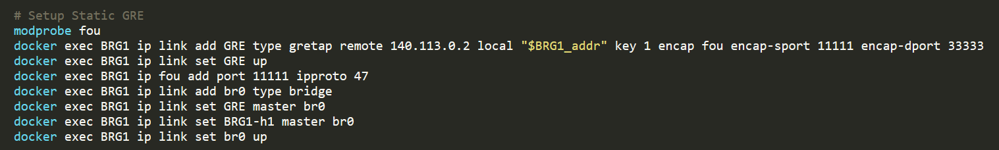 # Setup Static GRE
modprobe fou
docker exec BRG1 ip link add GRE type gretap remote 140.113.0.2 local "$BRG1_addr" key 1 encap fou encap-sport 11111 encap-dport 33333
docker exec BRG1 ip link set GRE up
docker exec BRG1 ip fou add port 11111 ipproto 47
docker exec BRG1 ip link add br0 type bridge
docker exec BRG1 ip link set GRE master br0
docker exec BRG1 ip link set BRG1-h1 master br0
docker exec BRG1 ip link set br0 up